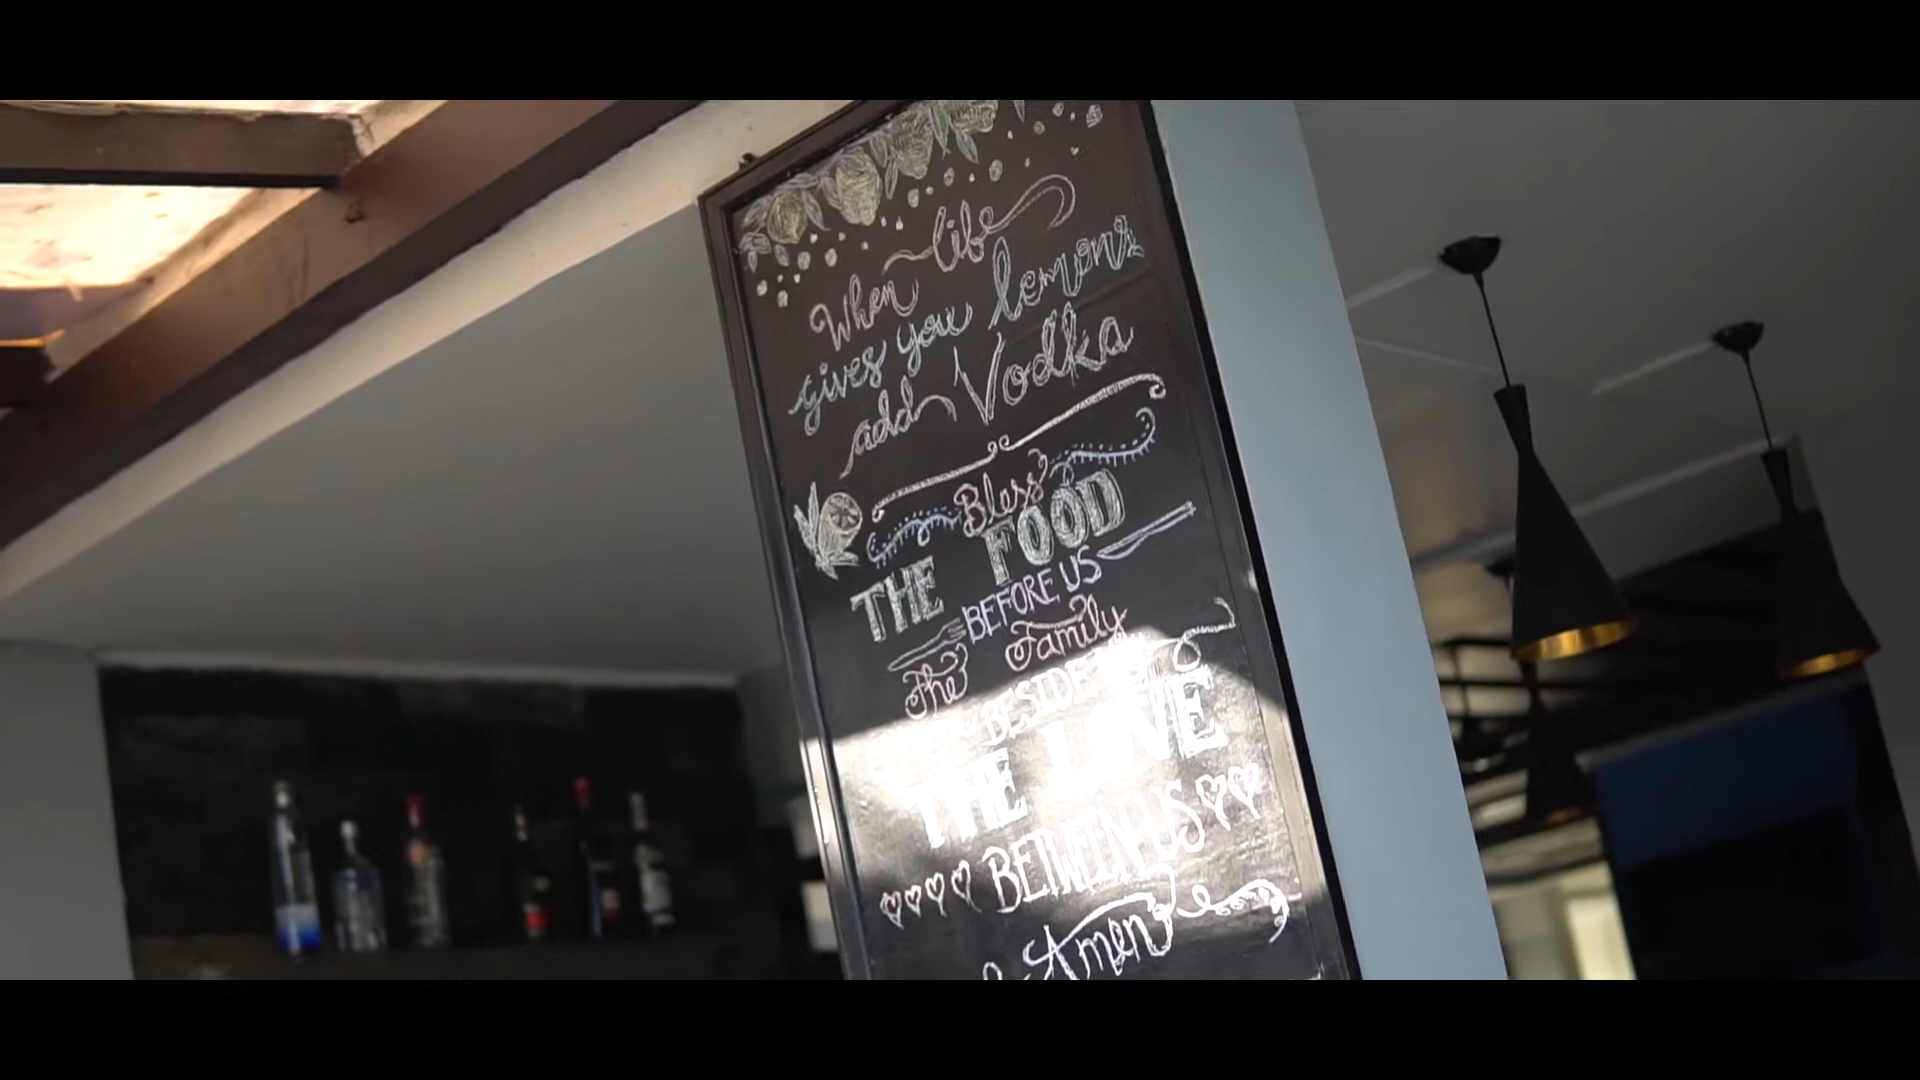 When life
gives you lemons
add Vodka
Bless
THE FOOD
BEFORE US
The Family
BESIDE
THE LOVE
BETWEEN US
Amen